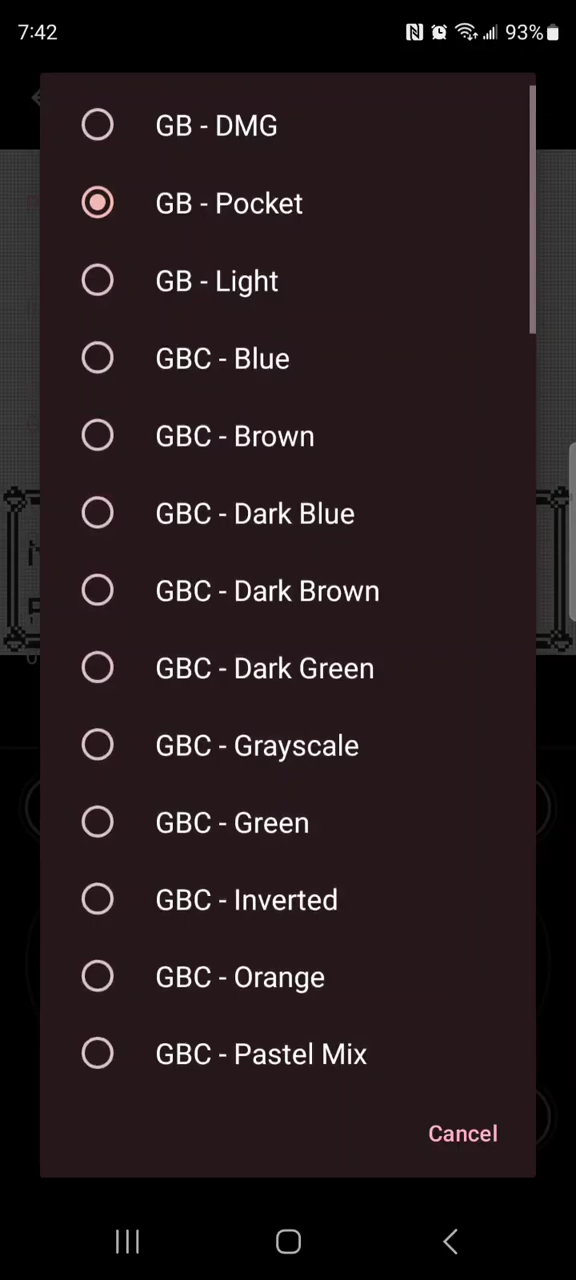 7:42
93%
GB - DMG
GB - Pocket
GB - Light
GBC - Blue
GBC - Brown
GBC - Dark Blue
GBC - Dark Brown
GBC - Dark Green
GBC - Grayscale
GBC - Green
GBC - Inverted
GBC - Orange
GBC - Pastel Mix
Cancel